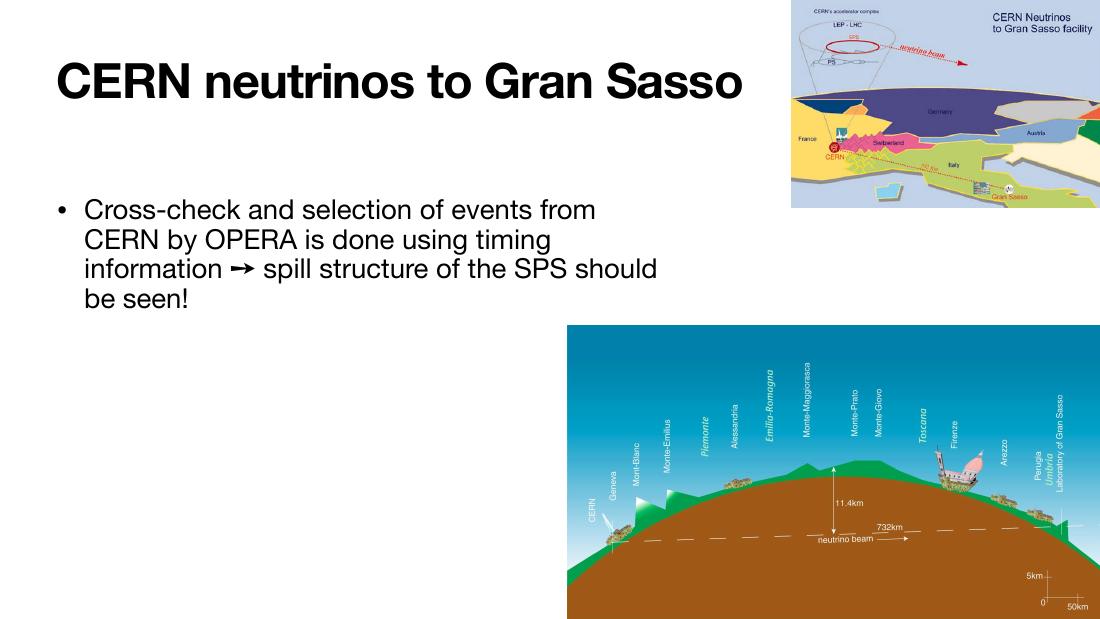 CERN neutrinos to Gran Sasso
• Cross-check and selection of events from
CERN by OPERA is done using timing
information ➙ spill structure of the SPS should
be seen!
CERN's accelerator complex
CERN Neutrinos
to Gran Sasso facility
LEP - LHC
SPS
neutrino beam
PS
Germany
France
Switzerland
Austria
CERN
Italy
Gran Sasso
CERN
Geneva
Mont-Blanc
Monte-Emilius
Piemonte
Alessandria
Emilia-Romagna
Monte-Maggiorasca
Monte-Prato
Monte-Giovo
Toscana
Firenze
Arezzo
Perugia
Umbria
Laboratory of Gran Sasso
11.4km
732km
neutrino beam
5km
0
50km